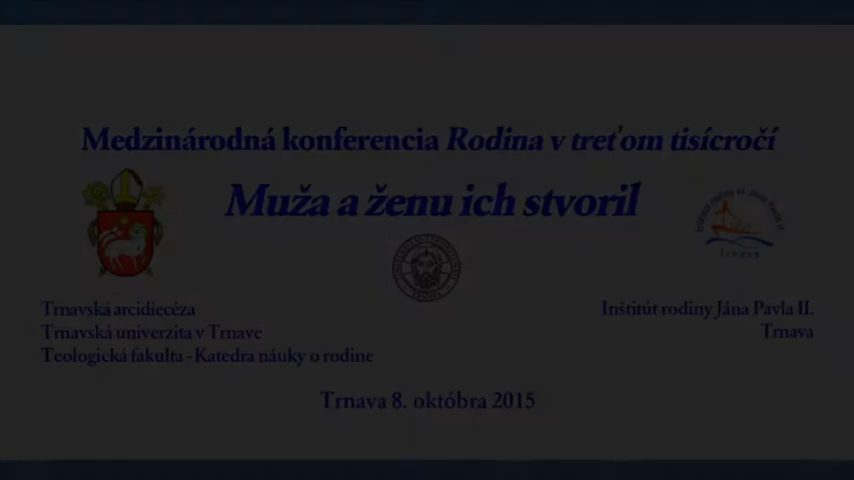 Medzinárodná konferencia Rodina v treťom tisícročí
Muža a ženu ich stvoril
Trnavská arcidiecéza
Trnavská univerzita v Trnave
Teologická fakulta - Katedra náuky o rodine
Inštitút rodiny Jána Pavla II.
Trnava
Trnava 8. októbra 2015